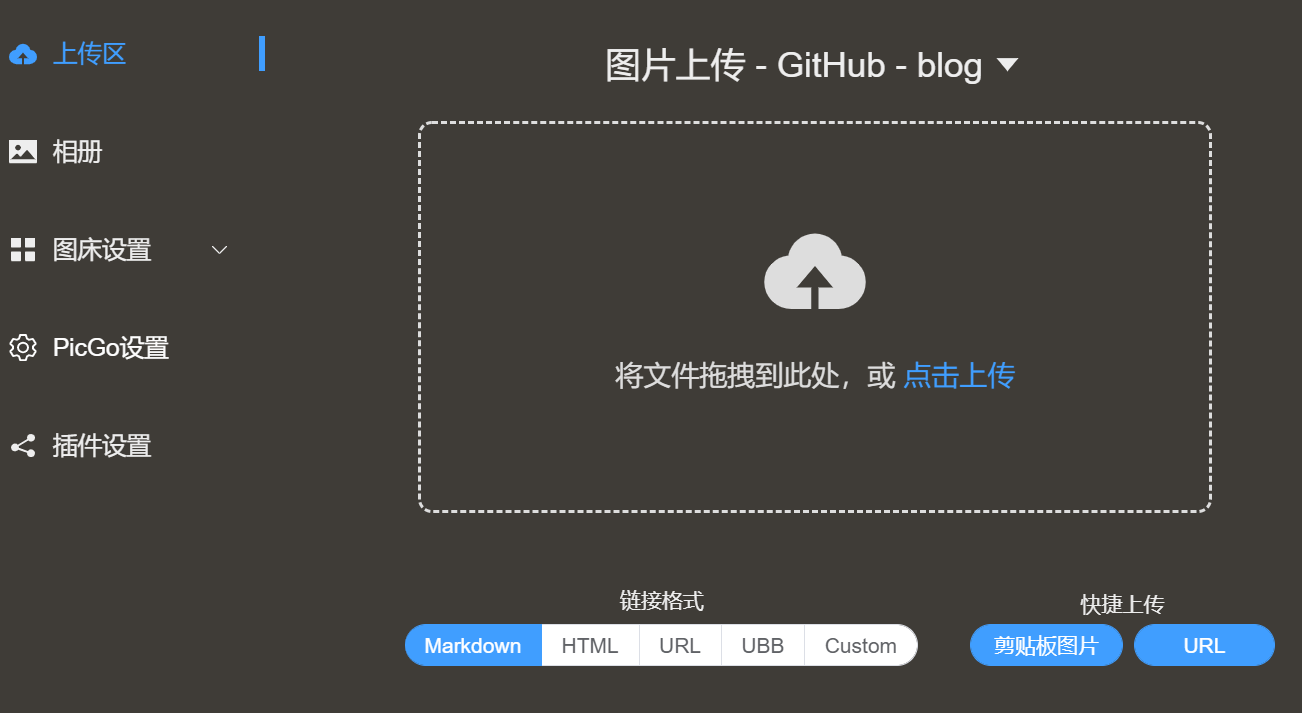 上传区
相册
图床设置
PicGo设置
插件设置
图片上传 - GitHub - blog
将文件拖拽到此处，或 点击上传
链接格式
Markdown HTML URL UBB Custom
快捷上传
剪贴板图片 URL